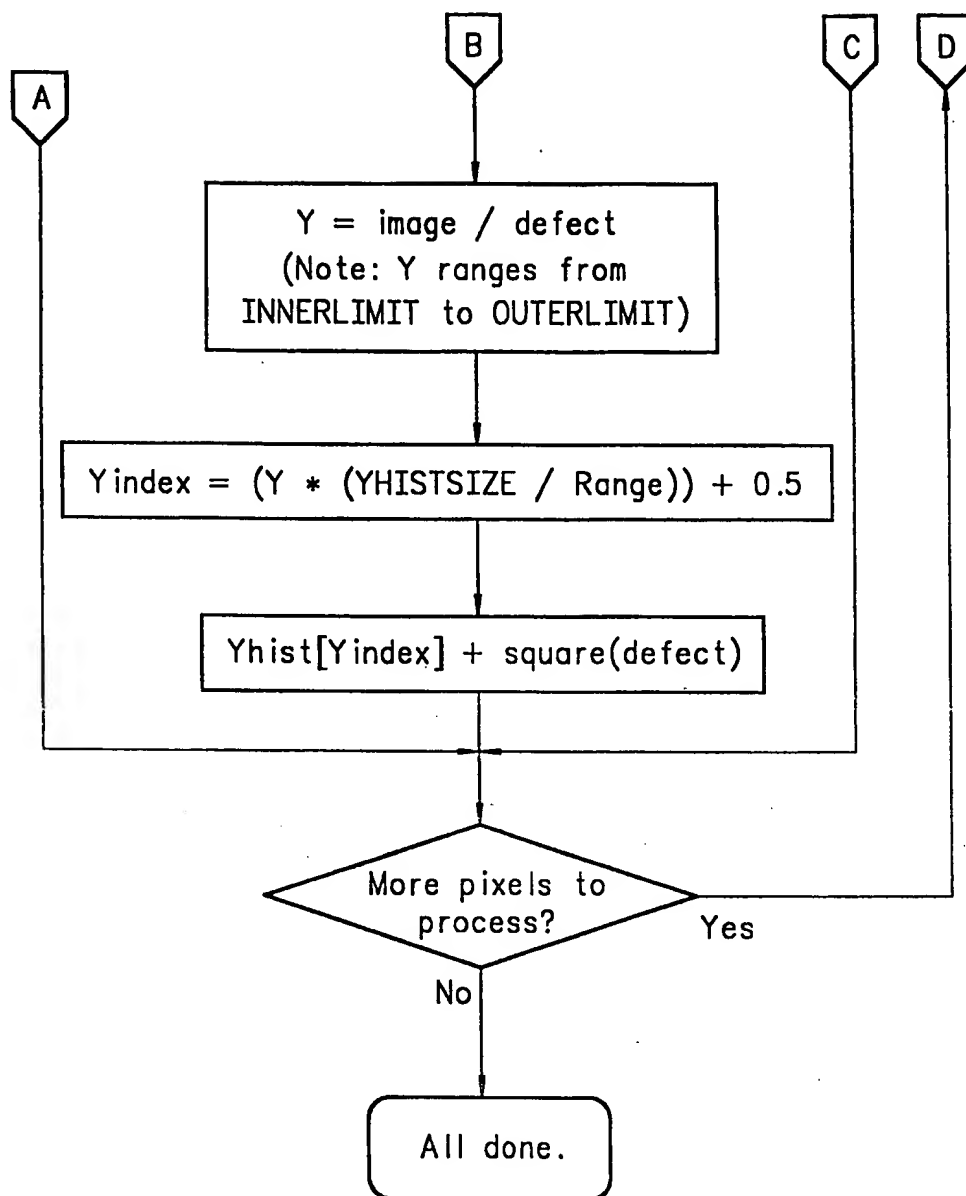 B
C
D
A
Y = image / defect
(Note: Y ranges from
INNERLIMIT to OUTERLIMIT)
Yindex = (Y * (YHISTSIZE / Range)) + 0.5
Yhist[Yindex] + square(defect)
More pixels to
process?
Yes
No
All done.